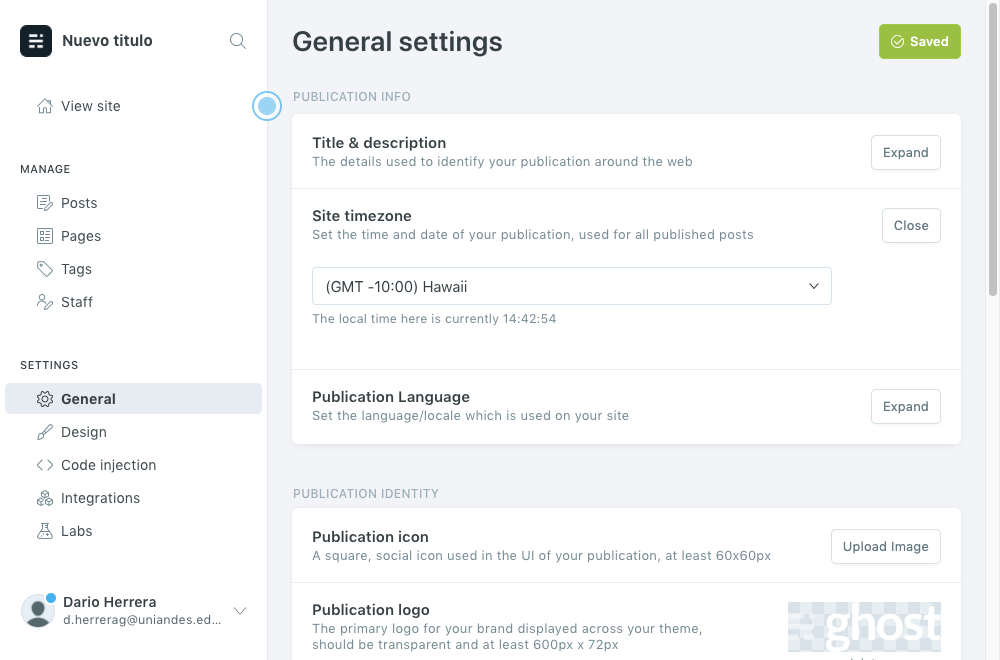 Nuevo titulo
View site
MANAGE
Posts
Pages
Tags
Staff
SETTINGS
General
Design
Code injection
Integrations
Labs
Dario Herrera
d.herrerag@uniandes.ed...
General settings
Saved
PUBLICATION INFO
Title & description
The details used to identify your publication around the web
Expand
Site timezone
Set the time and date of your publication, used for all published posts
Close
(GMT -10:00) Hawaii
The local time here is currently 14:42:54
Publication Language
Set the language/locale which is used on your site
Expand
PUBLICATION IDENTITY
Publication icon
A square, social icon used in the UI of your publication, at least 60x60px
Upload Image
Publication logo
The primary logo for your brand displayed across your theme,
should be transparent and at least 600px x 72px
ghost